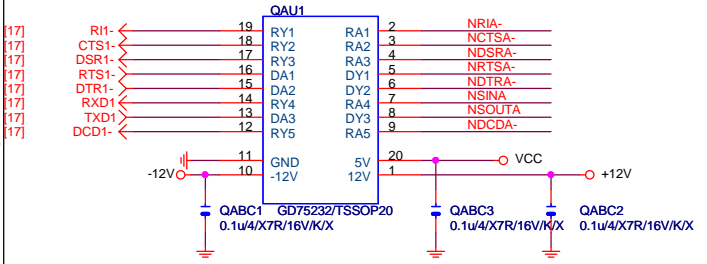 QAU1
[17] RI1- 19 RY1 RA1 2 NRIA-
[17] CTS1- 18 RY2 RA2 3 NCTSA-
[17] DSR1- 17 RY3 RA3 4 NDSRA-
[17] RTS1- 16 DA1 DY1 5 NRTSA-
[17] DTR1- 15 DA2 DY2 6 NDTRA-
[17] RXD1 14 RY4 RA4 7 NSINA
[17] TXD1 13 DA3 DY3 8 NSOUTA
[17] DCD1- 12 RY5 RA5 9 NDCDA-
11 GND 5V 20 VCC
-12V 10 -12V 12V 1 +12V
QABC1 GD75232/TSSOP20 QABC3 QABC2
0.1u/4/X7R/16V/K/X 0.1u/4/X7R/16V/K/X 0.1u/4/X7R/16V/K/X